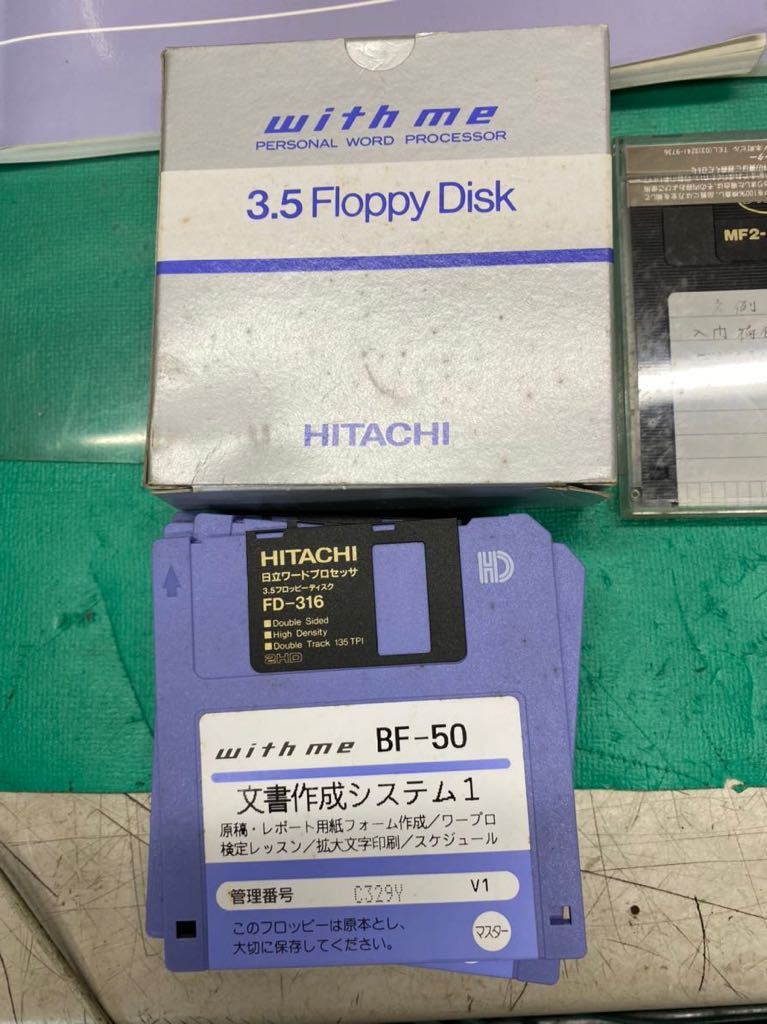 with me
PERSONAL WORD PROCESSOR
3.5 Floppy Disk
HITACHI
MF2-
文例
入門
HITACHI
日立ワードプロセッサ
3.5フロッピーディスク
FD-316
■Double Sided
■High Density
■Double Track 135TPI
2HD
HD
with me BF-50
文書作成システム1
原稿・レポート用紙フォーム作成/ワープロ
検定レッスン/拡大文字印刷/スケジュール
管理番号 C329Y V1
このフロッピーは原本とし、
大切に保存してください。
マスター